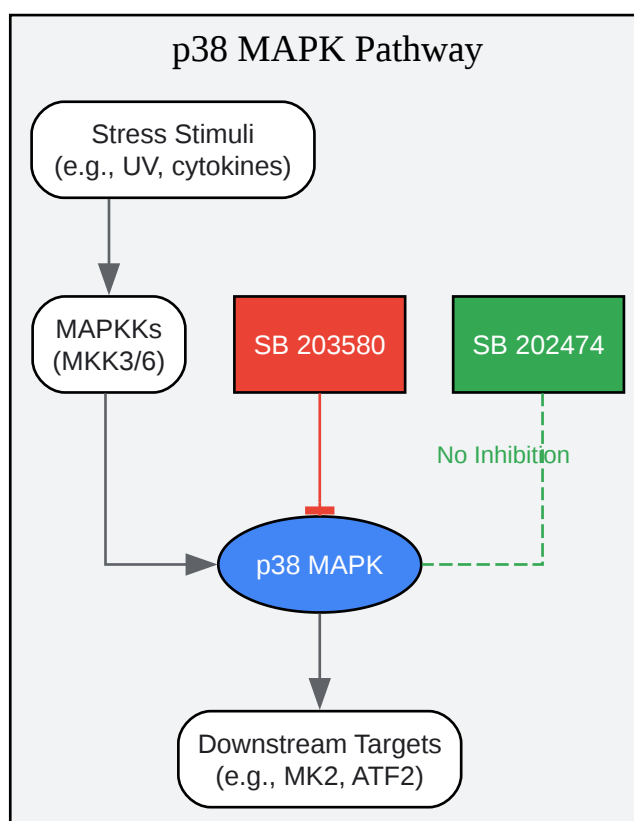 p38 MAPK Pathway
Stress Stimuli
(e.g., UV, cytokines)
MAPKKs
(MKK3/6)
SB 203580
SB 202474
No Inhibition
p38 MAPK
Downstream Targets
(e.g., MK2, ATF2)